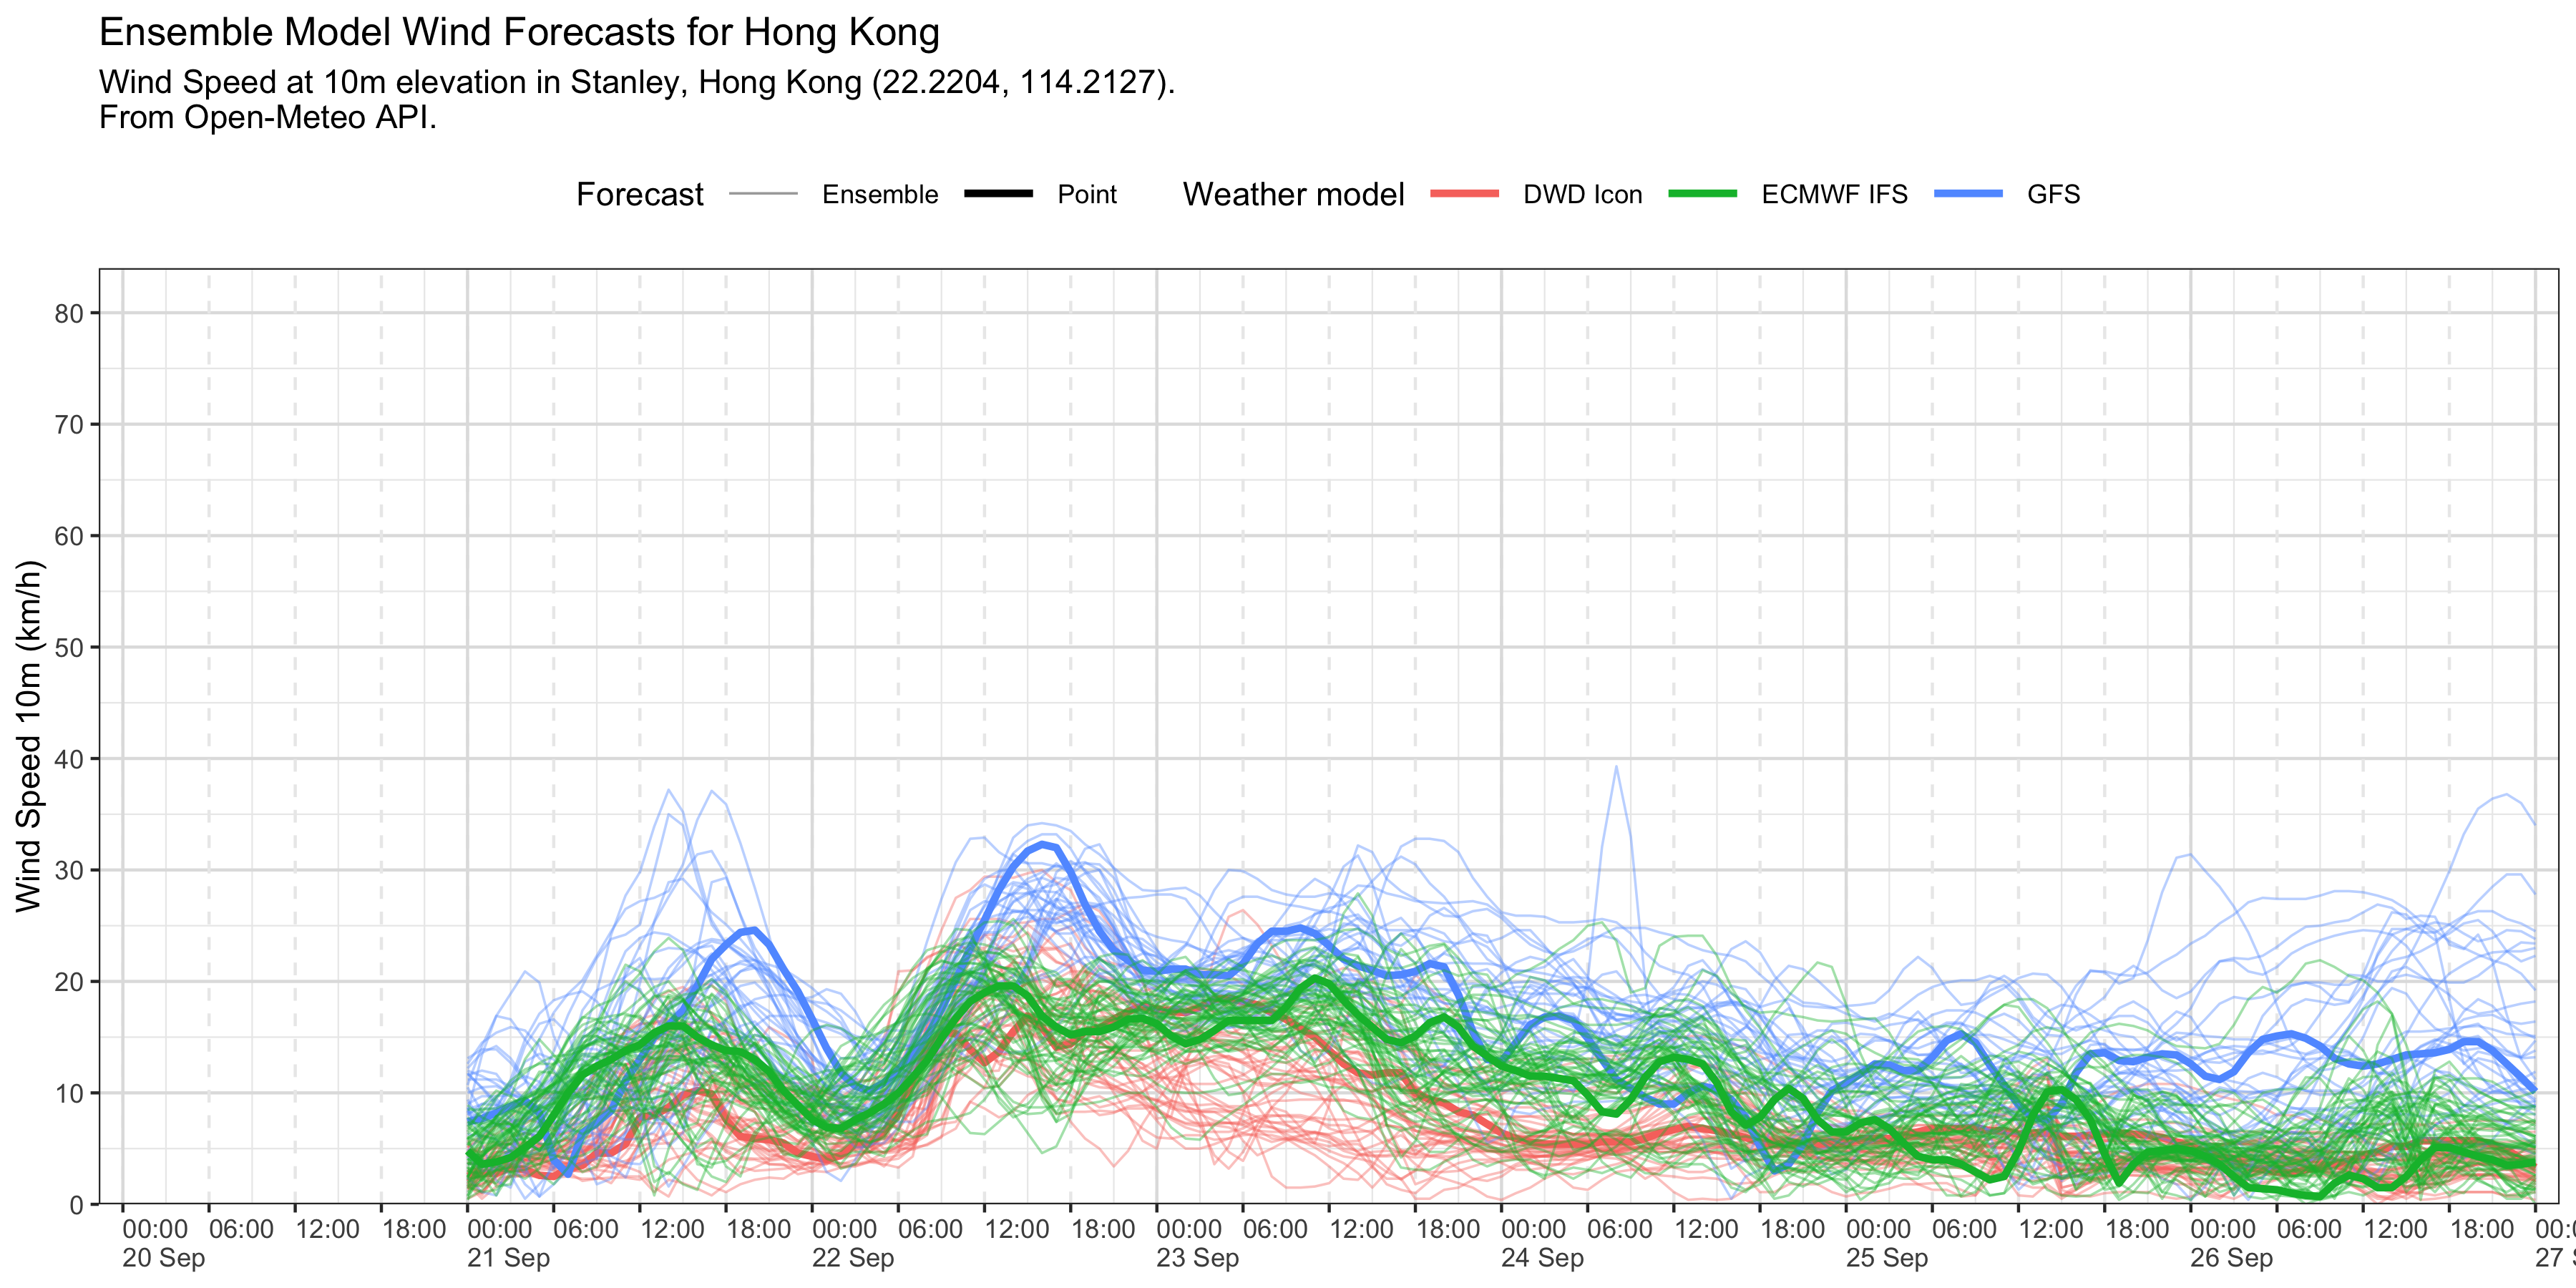 Ensemble Model Wind Forecasts for Hong Kong
Wind Speed at 10m elevation in Stanley, Hong Kong (22.2204, 114.2127).
From Open-Meteo API.
Forecast Ensemble Point Weather model DWD Icon ECMWF IFS GFS
Wind Speed 10m (km/h)
80
70
60
50
40
30
20
10
0
00:00 06:00 12:00 18:00 00:00 06:00 12:00 18:00 00:00 06:00 12:00 18:00 00:00 06:00 12:00 18:00 00:00 06:00 12:00 18:00 00:00 06:00 12:00 18:00 00:00 06:00 12:00 18:00 00:0
20 Sep 21 Sep 22 Sep 23 Sep 24 Sep 25 Sep 26 Sep 27 S